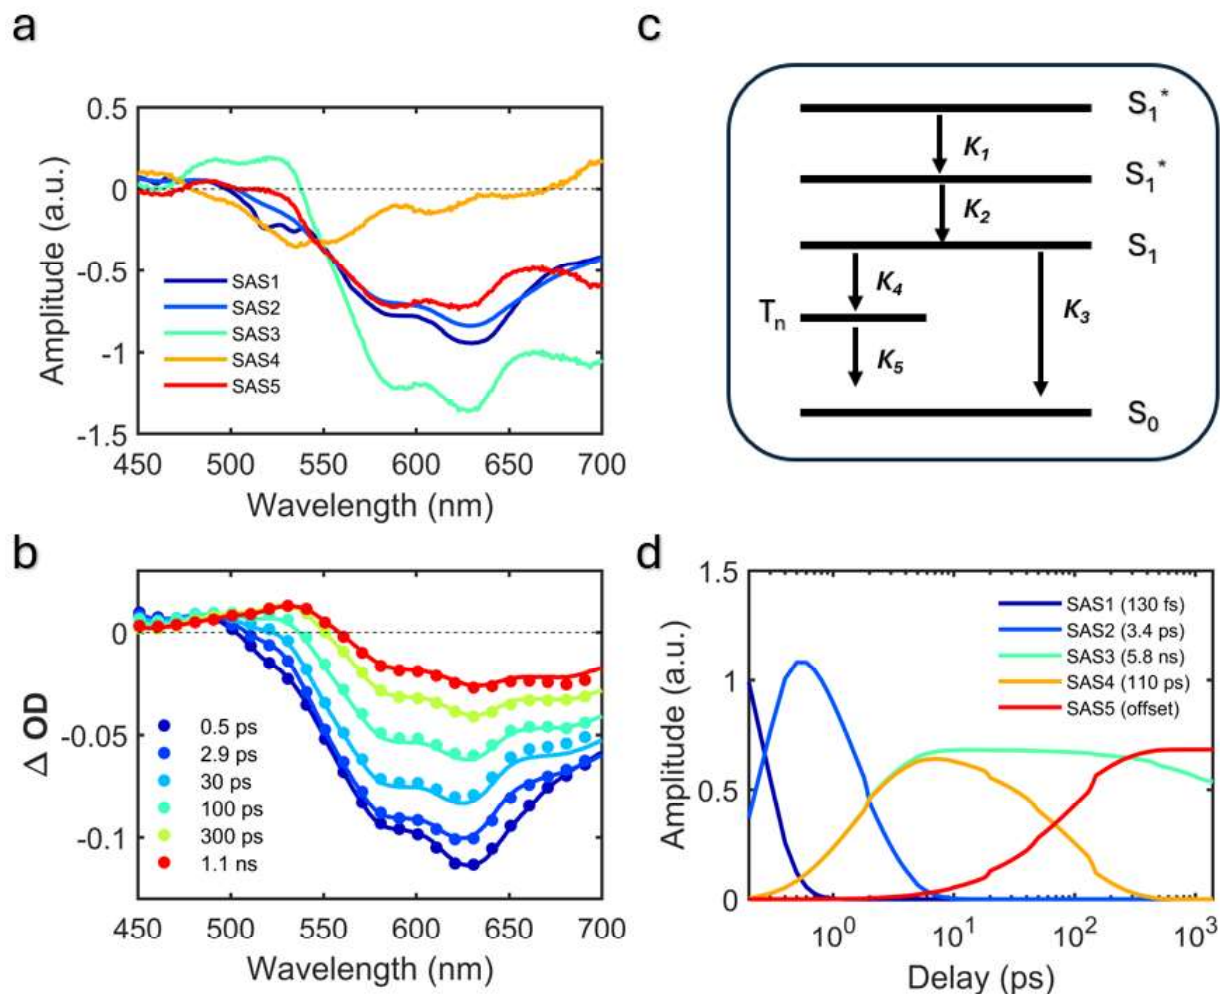 a
0.5
0
-0.5
-1
-1.5
Amplitude (a.u.)
SAS1
SAS2
SAS3
SAS4
SAS5
450 500 550 600 650 700
Wavelength (nm)
c
S1*
K1
S1*
K2
S1
K4
K3
Tn
K5
S0
b
0
-0.05
-0.1
Δ OD
0.5 ps
2.9 ps
30 ps
100 ps
300 ps
1.1 ns
450 500 550 600 650 700
Wavelength (nm)
d
1.5
1
0.5
0
Amplitude (a.u.)
SAS1 (130 fs)
SAS2 (3.4 ps)
SAS3 (5.8 ns)
SAS4 (110 ps)
SAS5 (offset)
10^0 10^1 10^2 10^3
Delay (ps)